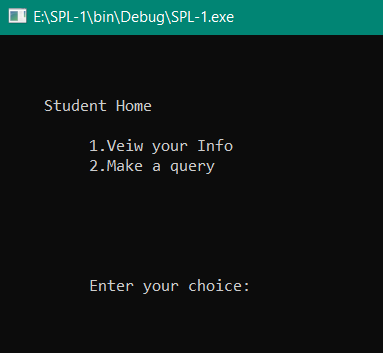 E:\SPL-1\bin\Debug\SPL-1.exe
Student Home
1.Veiw your Info
2.Make a query
Enter your choice: